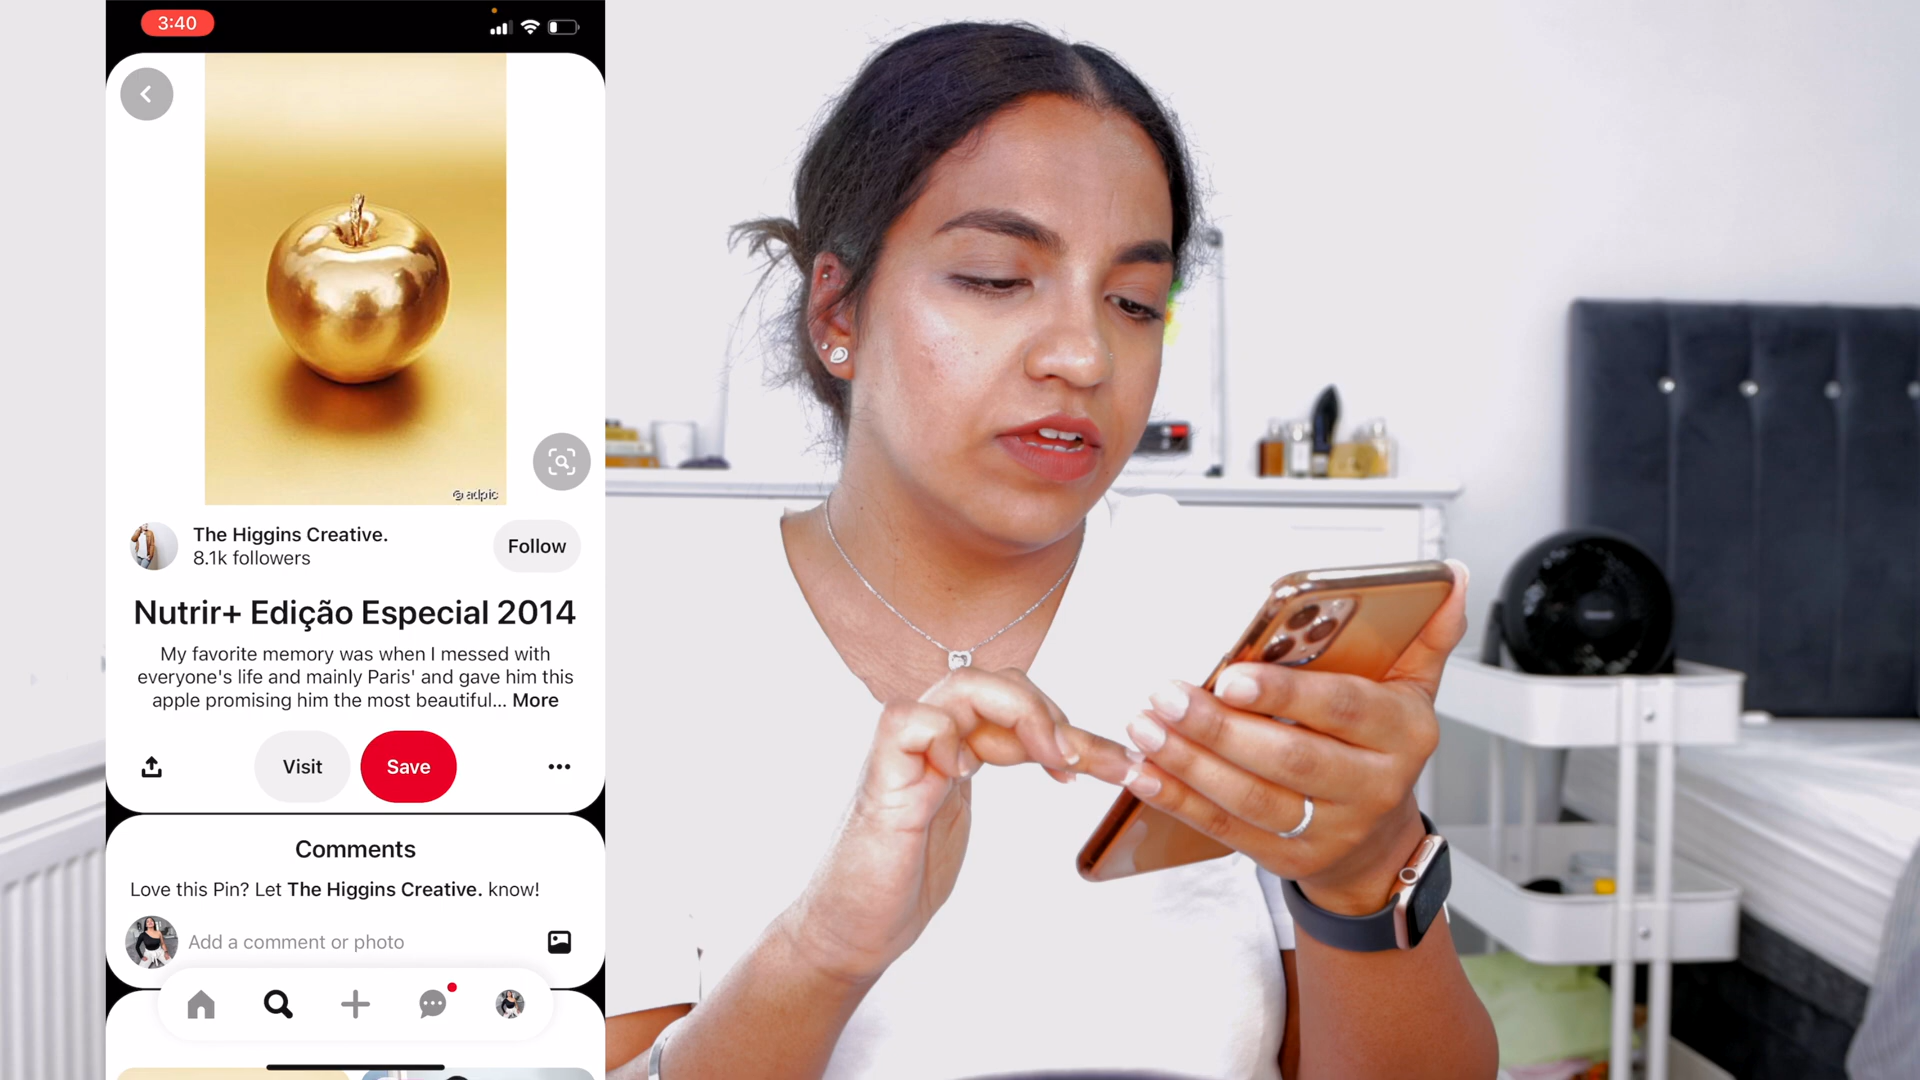 3:40
@ adpic
The Higgins Creative.
8.1k followers
Follow
Nutrir+ Edição Especial 2014
My favorite memory was when I messed with
everyone's life and mainly Paris' and gave him this
apple promising him the most beautiful... More
Visit
Save
Comments
Love this Pin? Let The Higgins Creative. know!
Add a comment or photo